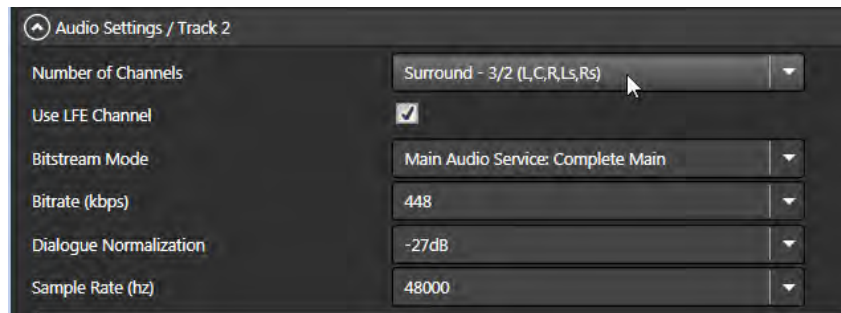 Audio Settings / Track 2
Number of Channels Surround - 3/2 (L,C,R,Ls,Rs)
Use LFE Channel
Bitstream Mode Main Audio Service: Complete Main
Bitrate (kbps) 448
Dialogue Normalization -27dB
Sample Rate (hz) 48000